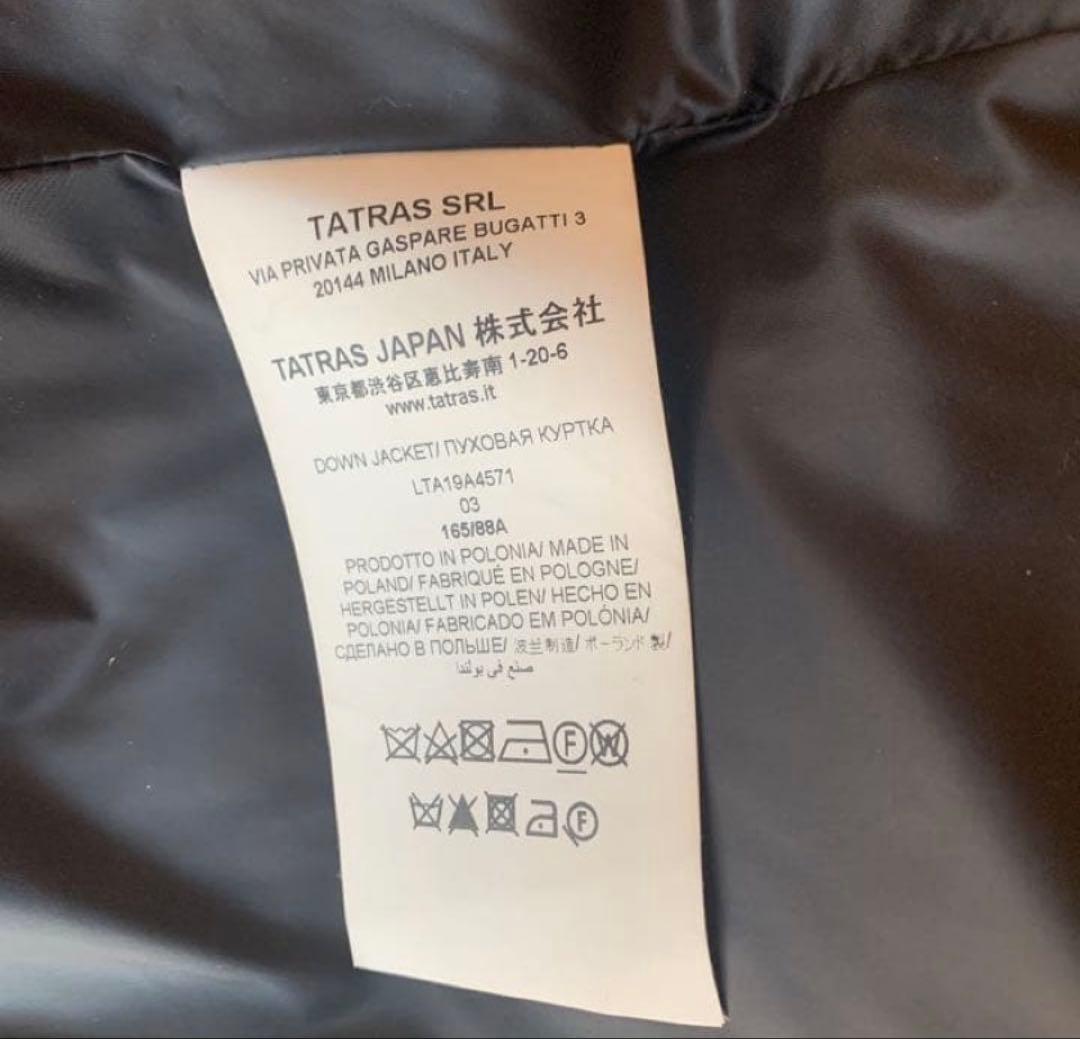 TATRAS SRL
VIA PRIVATA GASPARE BUGATTI 3
20144 MILANO ITALY
TATRAS JAPAN 株式会社
東京都渋谷区恵比寿南 1-20-6
www.tatras.it
DOWN JACKET/ ПУХОВАЯ КУРТКА
LTA19A4571
03
165/88A
PRODOTTO IN POLONIA/ MADE IN
POLAND/ FABRIQUÉ EN POLOGNE/
HERGESTELLT IN POLEN/ HECHO EN
POLONIA/ FABRICADO EM POLÓNIA/
СДЕЛАНО В ПОЛЬШЕ/ 波兰制造/ ポーランド 製/
صنع في بولندا
F W
F